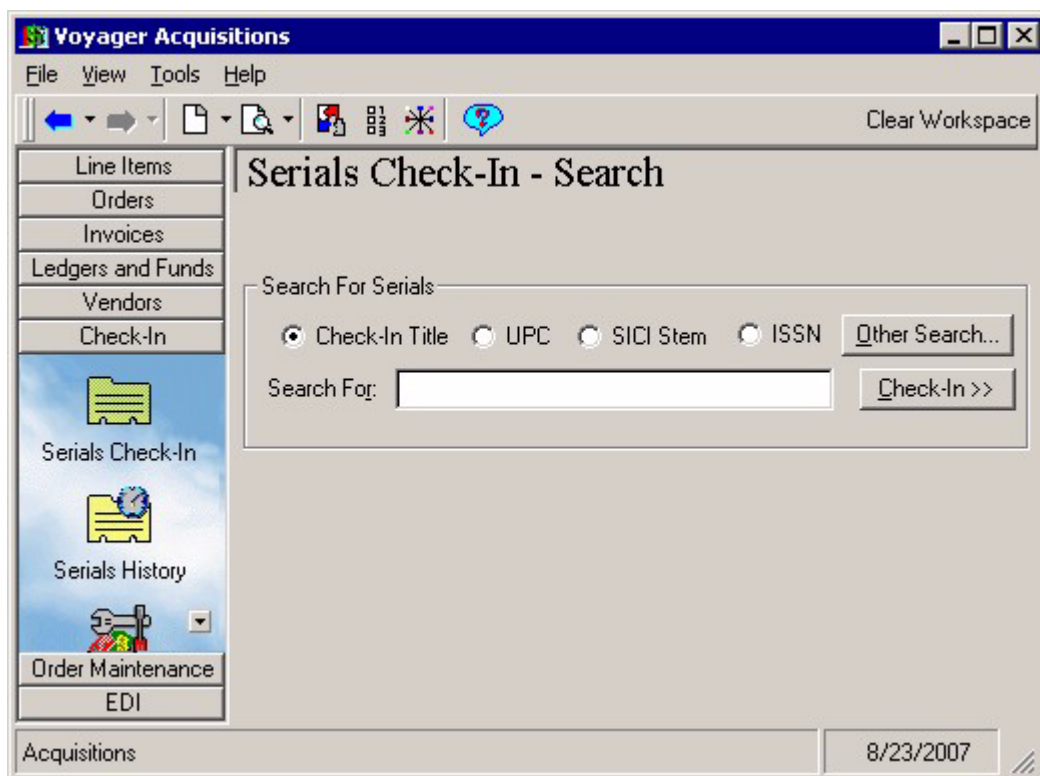 Voyager Acquisitions
File View Tools Help
Clear Workspace
Line Items
Orders
Invoices
Ledgers and Funds
Vendors
Check-In
Serials Check-In
Serials History
Order Maintenance
EDI
Serials Check-In - Search
Search For Serials
Check-In Title UPC SICI Stem ISSN Other Search...
Search For: Check-In >>
Acquisitions 8/23/2007